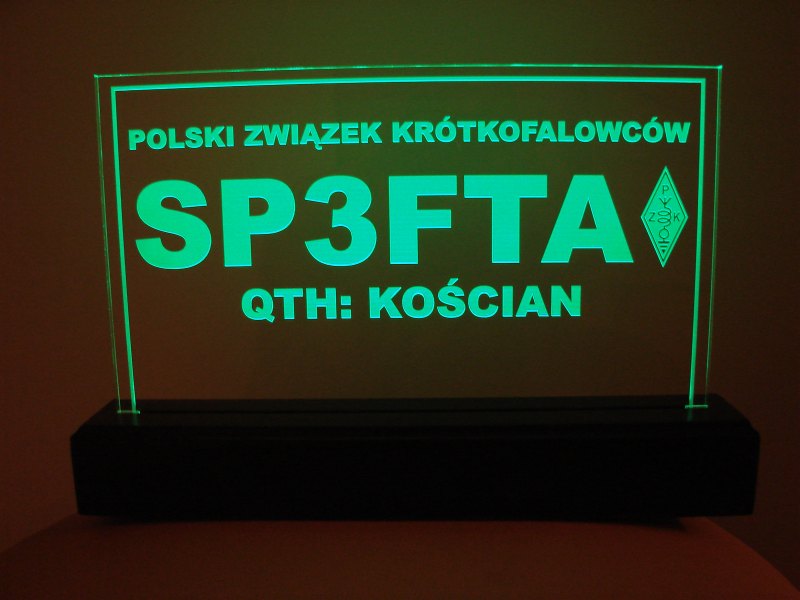 POLSKI ZWIĄZEK KRÓTKOFALOWCÓW
SP3FTA
P
Z K
QTH: KOŚCIAN